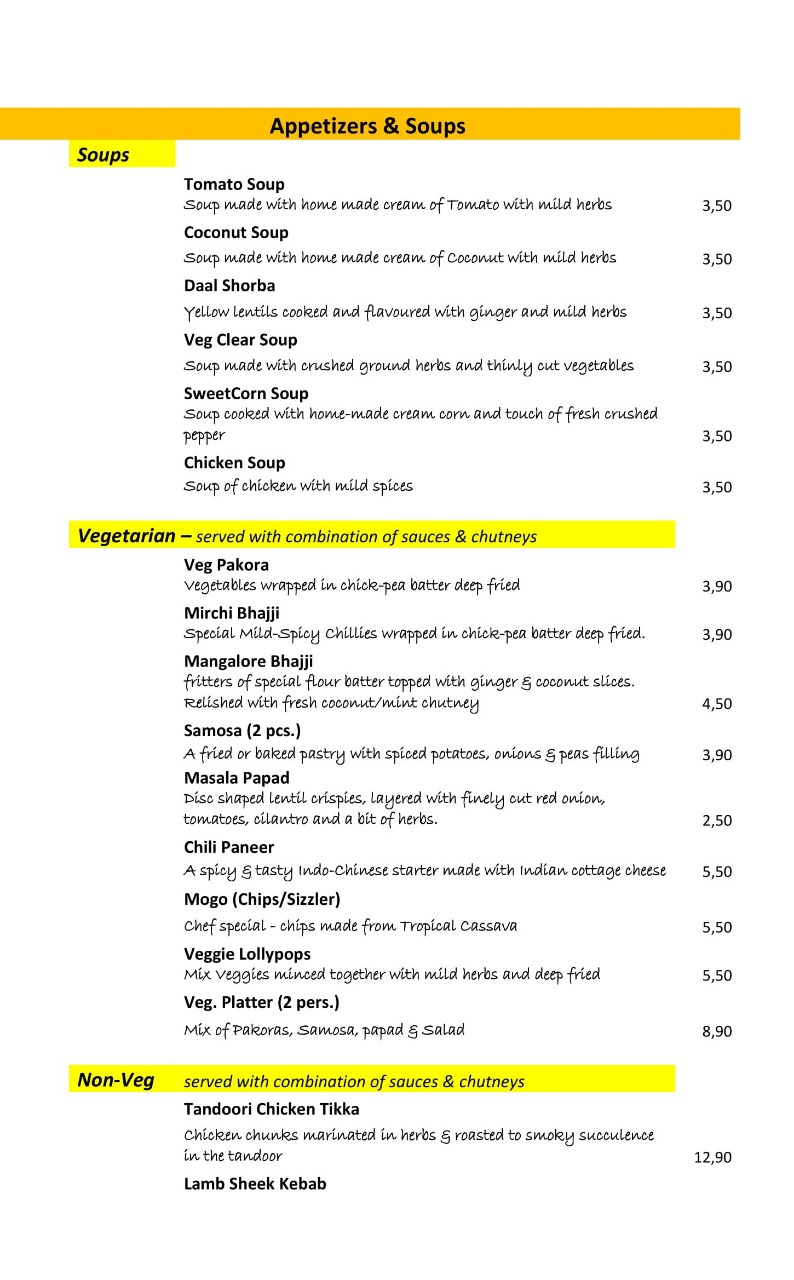 Appetizers & Soups
Soups
Tomato Soup
Soup made with home made cream of Tomato with mild herbs 3,50
Coconut Soup
Soup made with home made cream of Coconut with mild herbs 3,50
Daal Shorba
Yellow lentils cooked and flavoured with ginger and mild herbs 3,50
Veg Clear Soup
Soup made with crushed ground herbs and thinly cut vegetables 3,50
SweetCorn Soup
Soup cooked with home-made cream corn and touch of fresh crushed
pepper 3,50
Chicken Soup
Soup of chicken with mild spices 3,50
Vegetarian – served with combination of sauces & chutneys
Veg Pakora
Vegetables wrapped in chick-pea batter deep fried 3,90
Mirchi Bhajji
Special Mild-Spicy Chillies wrapped in chick-pea batter deep fried. 3,90
Mangalore Bhajji
fritters of special flour batter topped with ginger & coconut slices.
Relished with fresh coconut/mint chutney 4,50
Samosa (2 pcs.)
A fried or baked pastry with spiced potatoes, onions & peas filling 3,90
Masala Papad
Disc shaped lentil crispies, layered with finely cut red onion,
tomatoes, cilantro and a bit of herbs. 2,50
Chili Paneer
A spicy & tasty Indo-Chinese starter made with Indian cottage cheese 5,50
Mogo (Chips/Sizzler)
Chef special - chips made from Tropical Cassava 5,50
Veggie Lollypops
Mix Veggies minced together with mild herbs and deep fried 5,50
Veg. Platter (2 pers.)
Mix of Pakoras, Samosa, papad & Salad 8,90
Non-Veg served with combination of sauces & chutneys
Tandoori Chicken Tikka
Chicken chunks marinated in herbs & roasted to smoky succulence
in the tandoor 12,90
Lamb Sheek Kebab